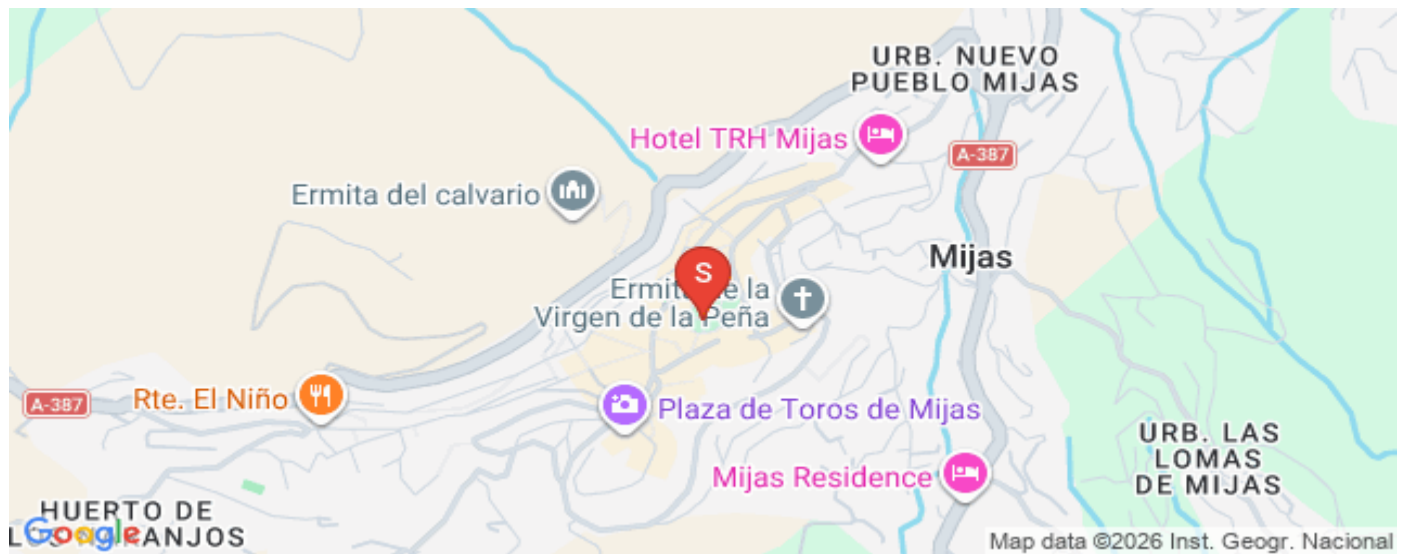 URB. NUEVO
PUEBLO MIJAS
Hotel TRH Mijas
A-387
Ermita del calvario
Mijas
S
Ermita de la
Virgen de la Peña
A-387
Rte. El Niño
Plaza de Toros de Mijas
URB. LAS
LOMAS
DE MIJAS
Mijas Residence
HUERTO DE
RANJOS
Google
Map data ©2026 Inst. Geogr. Nacional